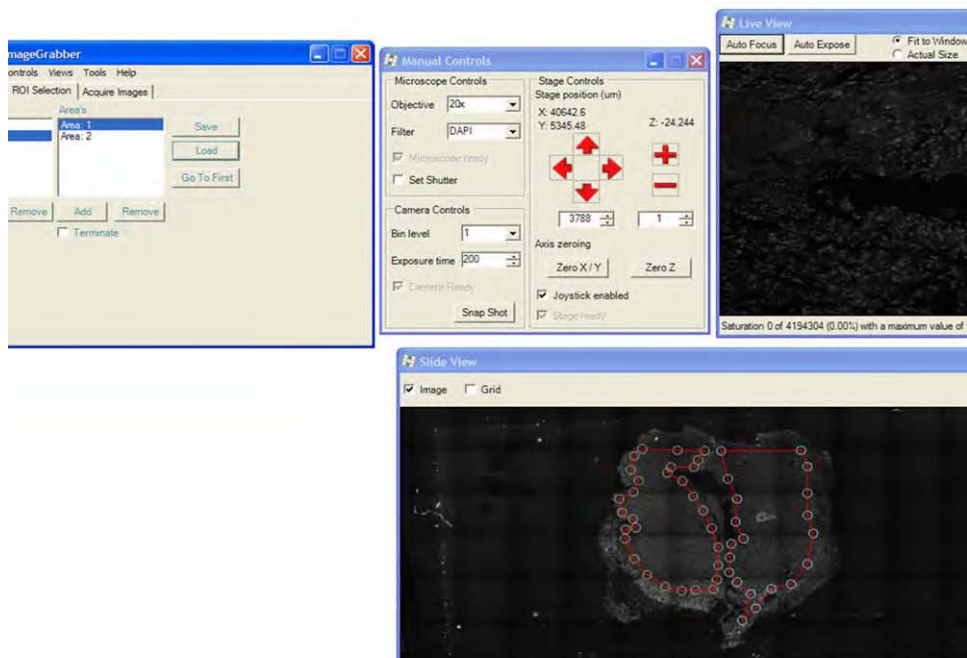 Live View
Auto Focus
Auto Expose
Fit to Window
Actual Size
mageGrabber
ontrols Views Tools Help
ROI Selection
Acquire Images
Area's
Area: 1
Area: 2
Save
Load
Go To First
Remove
Add
Remove
Terminate
Manual Controls
Microscope Controls
Objective 20x
Filter DAPI
Microscope ready
Set Shutter
Camera Controls
Bin level 1
Exposure time 200
Camera Ready
Snap Shot
Stage Controls
Stage position (um)
X: 40642.6
Y: 5345.48
Z: -24.244
3788
1
Axis zeroing
Zero X / Y
Zero Z
Joystick enabled
Stage ready
Saturation 0 of 4194304 (0.00%) with a maximum value of
Slide View
Image
Grid